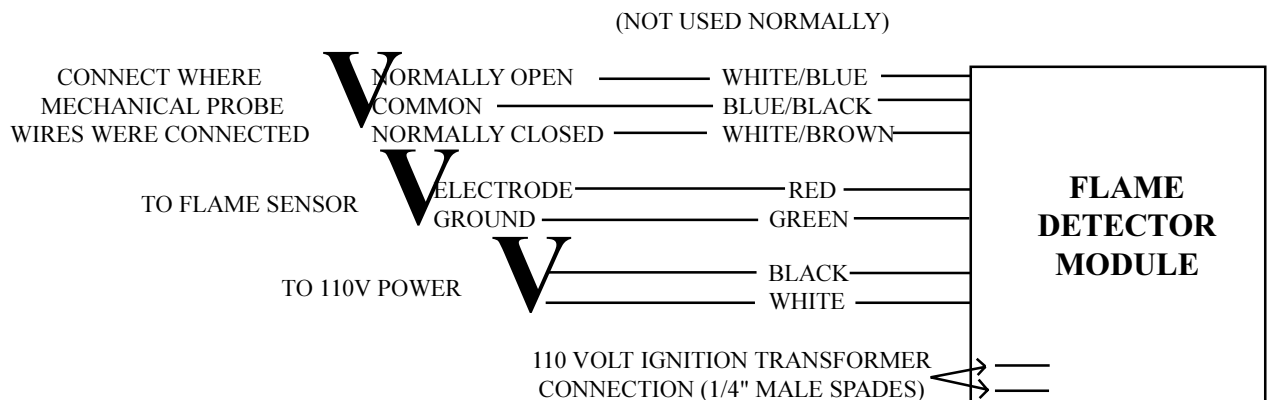 (NOT USED NORMALLY)
CONNECT WHERE
MECHANICAL PROBE
WIRES WERE CONNECTED
V
NORMALLY OPEN WHITE/BLUE
COMMON BLUE/BLACK
NORMALLY CLOSED WHITE/BROWN
TO FLAME SENSOR
V
ELECTRODE RED
GROUND GREEN
TO 110V POWER
V
BLACK
WHITE
FLAME
DETECTOR
MODULE
110 VOLT IGNITION TRANSFORMER
CONNECTION (1/4" MALE SPADES)